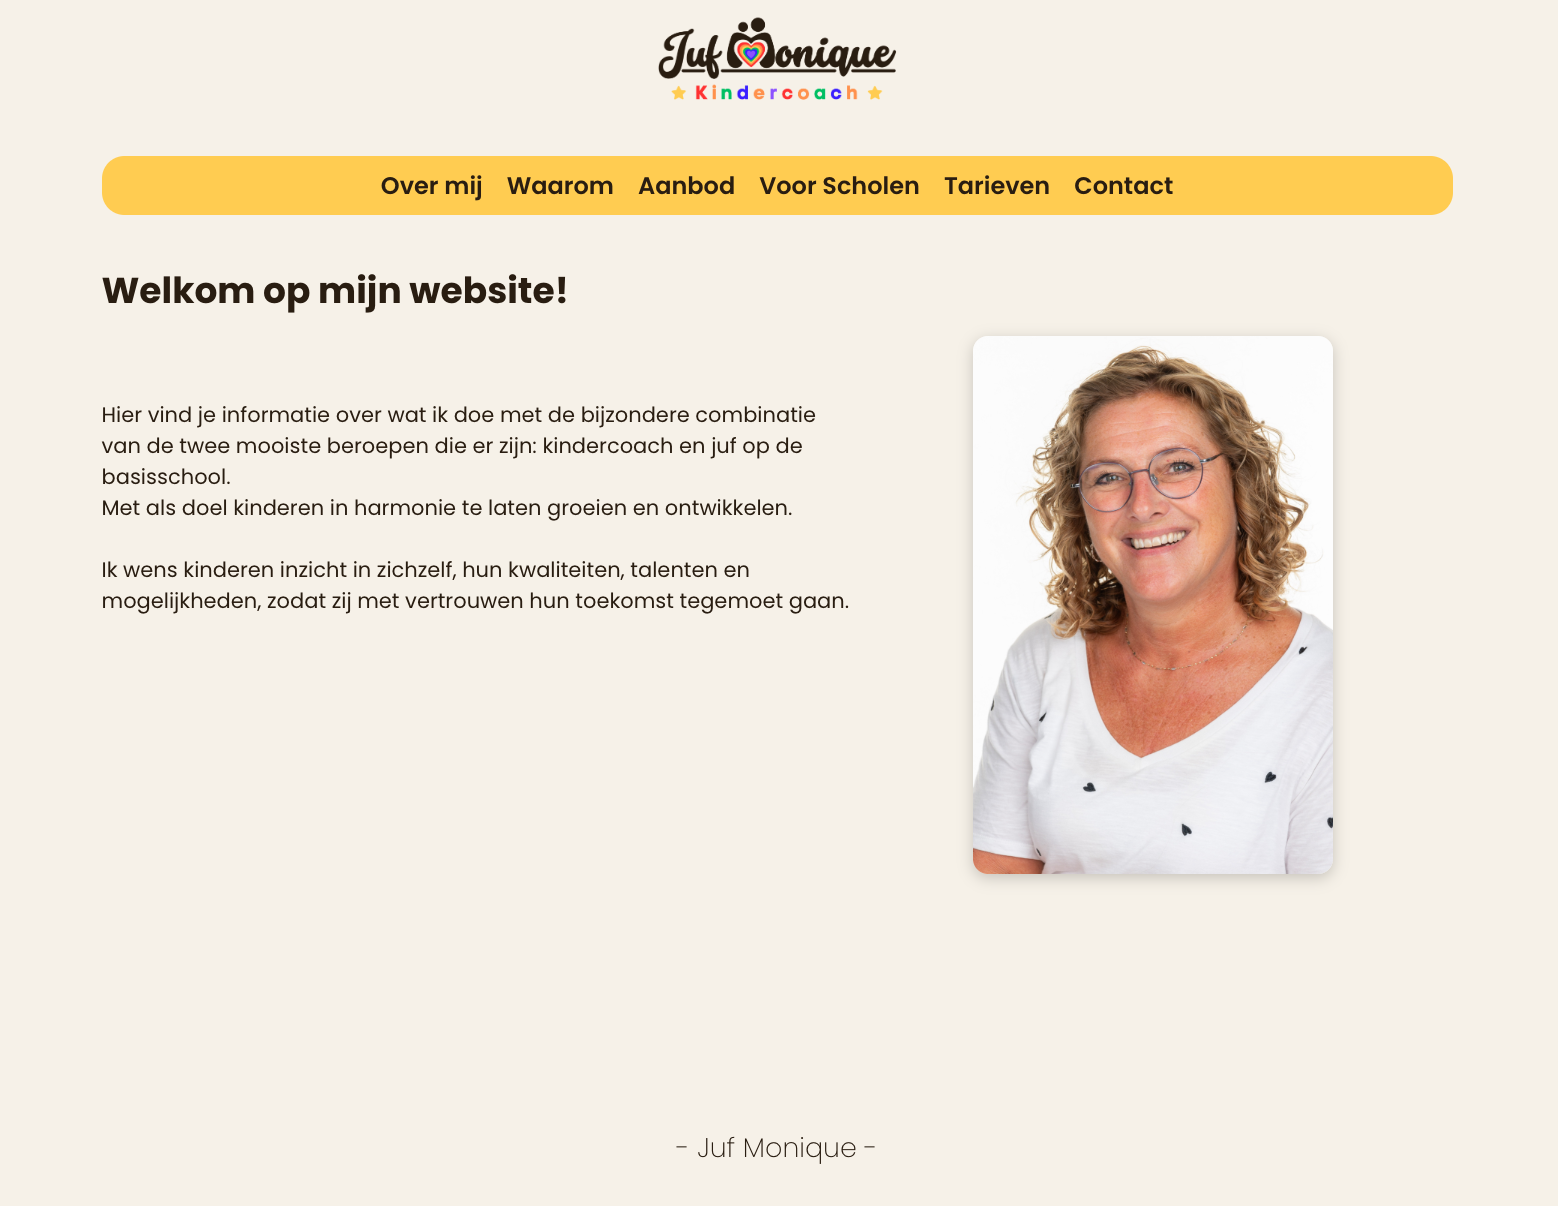 Juf Monique
Kindercoach
Over mij Waarom Aanbod Voor Scholen Tarieven Contact
Welkom op mijn website!
Hier vind je informatie over wat ik doe met de bijzondere combinatie
van de twee mooiste beroepen die er zijn: kindercoach en juf op de
basisschool.
Met als doel kinderen in harmonie te laten groeien en ontwikkelen.
Ik wens kinderen inzicht in zichzelf, hun kwaliteiten, talenten en
mogelijkheden, zodat zij met vertrouwen hun toekomst tegemoet gaan.
- Juf Monique -